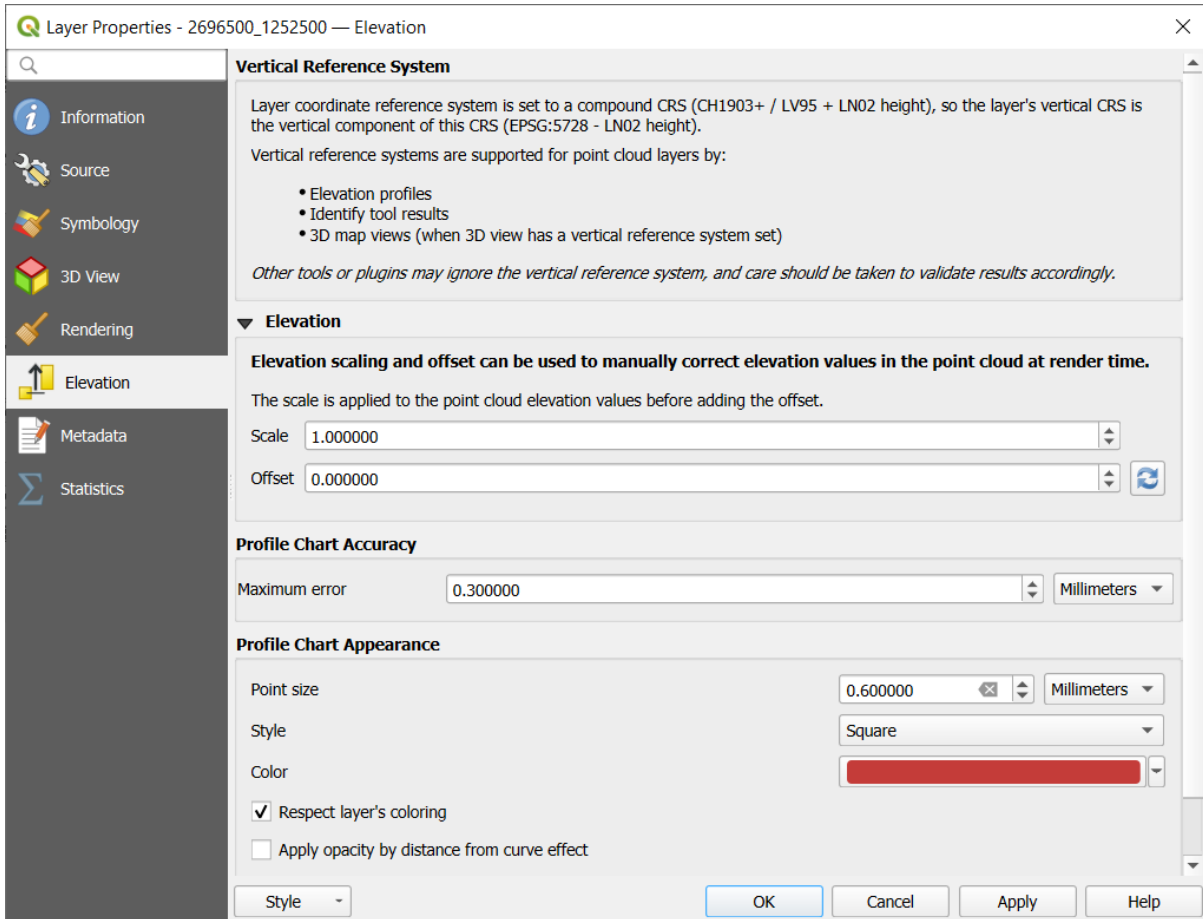 Layer Properties - 2696500_1252500 — Elevation
Information
Source
Symbology
3D View
Rendering
Elevation
Metadata
Statistics
Vertical Reference System
Layer coordinate reference system is set to a compound CRS (CH1903+ / LV95 + LN02 height), so the layer's vertical CRS is
the vertical component of this CRS (EPSG:5728 - LN02 height).
Vertical reference systems are supported for point cloud layers by:
• Elevation profiles
• Identify tool results
• 3D map views (when 3D view has a vertical reference system set)
Other tools or plugins may ignore the vertical reference system, and care should be taken to validate results accordingly.
Elevation
Elevation scaling and offset can be used to manually correct elevation values in the point cloud at render time.
The scale is applied to the point cloud elevation values before adding the offset.
Scale 1.000000
Offset 0.000000
Profile Chart Accuracy
Maximum error 0.300000 Millimeters
Profile Chart Appearance
Point size 0.600000 Millimeters
Style Square
Color
Respect layer's coloring
Apply opacity by distance from curve effect
Style OK Cancel Apply Help